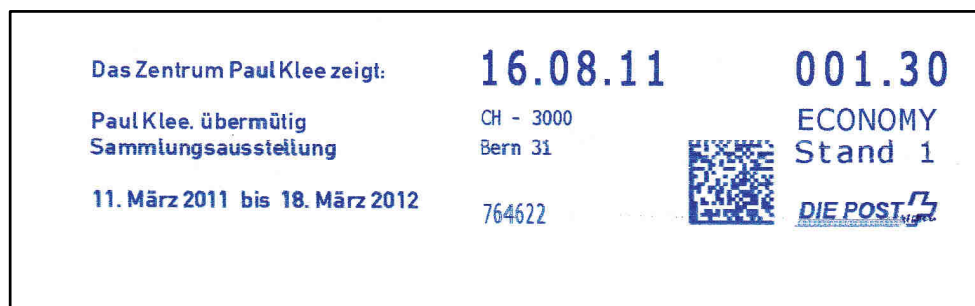 Das Zentrum Paul Klee zeigt:
Paul Klee. übermütig
Sammlungsausstellung
11. März 2011 bis 18. März 2012
16.08.11
CH - 3000
Bern 31
764622
001.30
ECONOMY
Stand 1
DIE POST